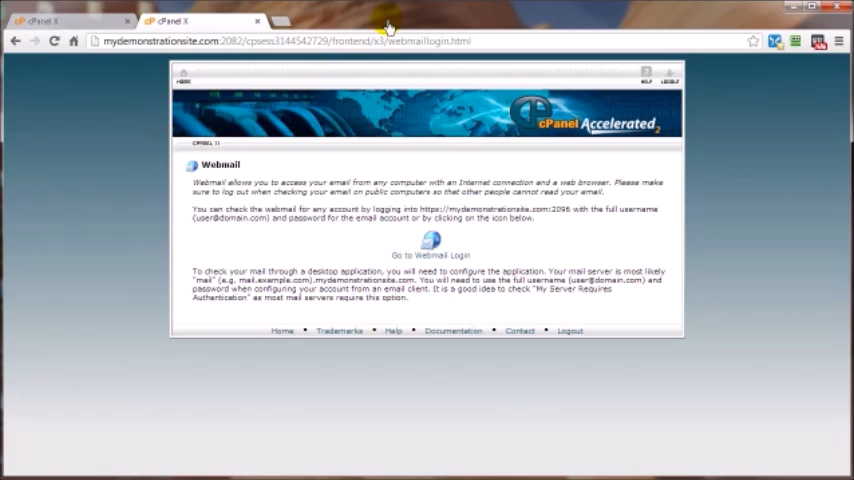 cPanel X
cPanel X
mydemonstrationsite.com:2082/cpsess3144542729/frontend/x3/webmaillogin.html
HOME
HELP
LOGOUT
cPanel Accelerated2
CPANEL 11
Webmail
Webmail allows you to access your email from any computer with an Internet connection and a web browser. Please make
sure to log out when checking your email on public computers so that other people cannot read your email.
You can check the webmail for any account by logging into https://mydemonstrationsite.com:2096 with the full username
(user@domain.com) and password for the email account or by clicking on the icon below.
Go to Webmail Login
To check your mail through a desktop application, you will need to configure the application. Your mail server is most likely
"mail" (e.g. mail.example.com).mydemonstrationsite.com. You will need to use the full username (user@domain.com) and
password when configuring your account from an email client. It is a good idea to check "My Server Requires
Authentication" as most mail servers require this option.
Home ▪ Trademarks ▪ Help ▪ Documentation ▪ Contact ▪ Logout